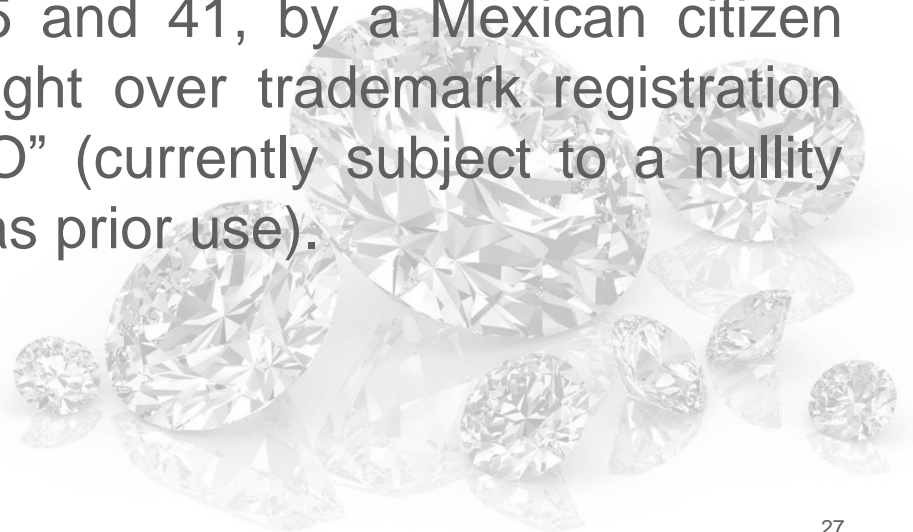 5 and 41, by a Mexican citizen
ght over trademark registration
O” (currently subject to a nullity
as prior use).
27